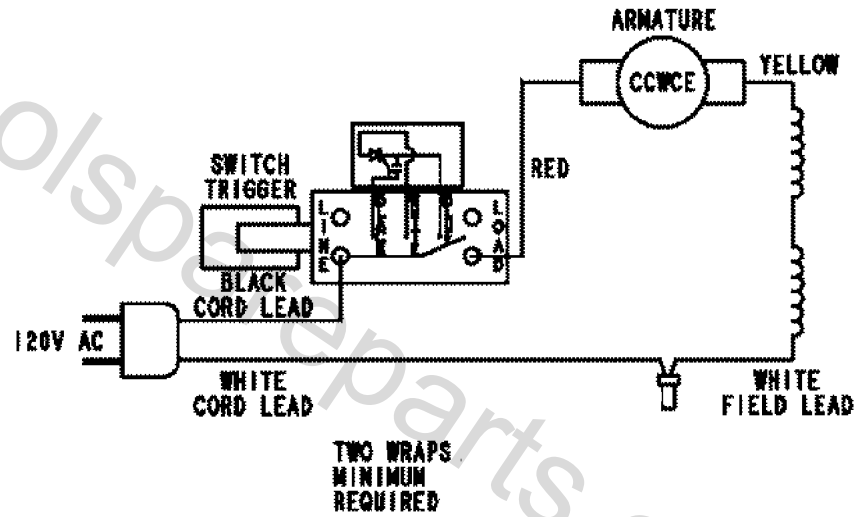 ARMATURE
CCWCE
YELLOW
RED
SWITCH
TRIGGER
LINE
LOAD
BLACK
CORD LEAD
120V AC
WHITE
CORD LEAD
WHITE
FIELD LEAD
TWO WRAPS
MINIMUM
REQUIRED
olspareparts